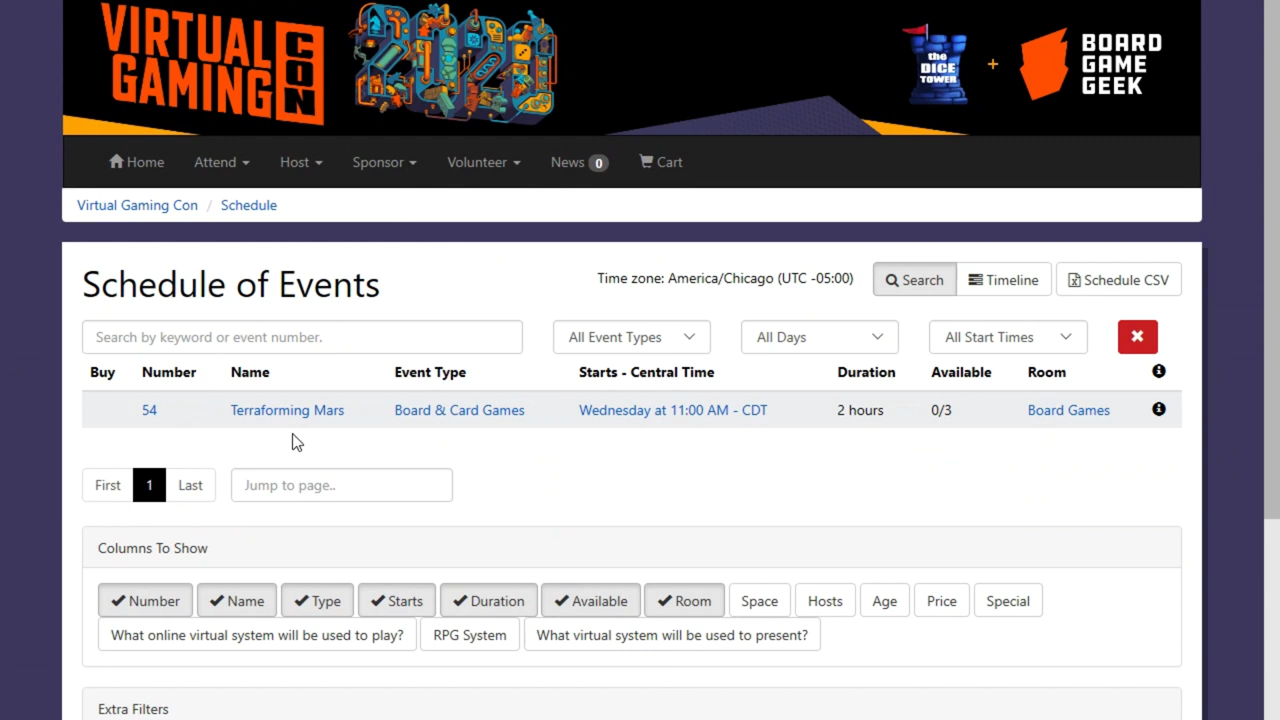 VIRTUAL
GAMING
CON
2020
the
DICE
TOWER
+
BOARD
GAME
GEEK
Home Attend Host Sponsor Volunteer News 0 Cart
Virtual Gaming Con / Schedule
Schedule of Events
Time zone: America/Chicago (UTC -05:00)
Search Timeline Schedule CSV
Search by keyword or event number. All Event Types All Days All Start Times
Buy Number Name Event Type Starts - Central Time Duration Available Room
54 Terraforming Mars Board & Card Games Wednesday at 11:00 AM - CDT 2 hours 0/3 Board Games
First 1 Last Jump to page..
Columns To Show
Number Name Type Starts Duration Available Room Space Hosts Age Price Special
What online virtual system will be used to play? RPG System What virtual system will be used to present?
Extra Filters